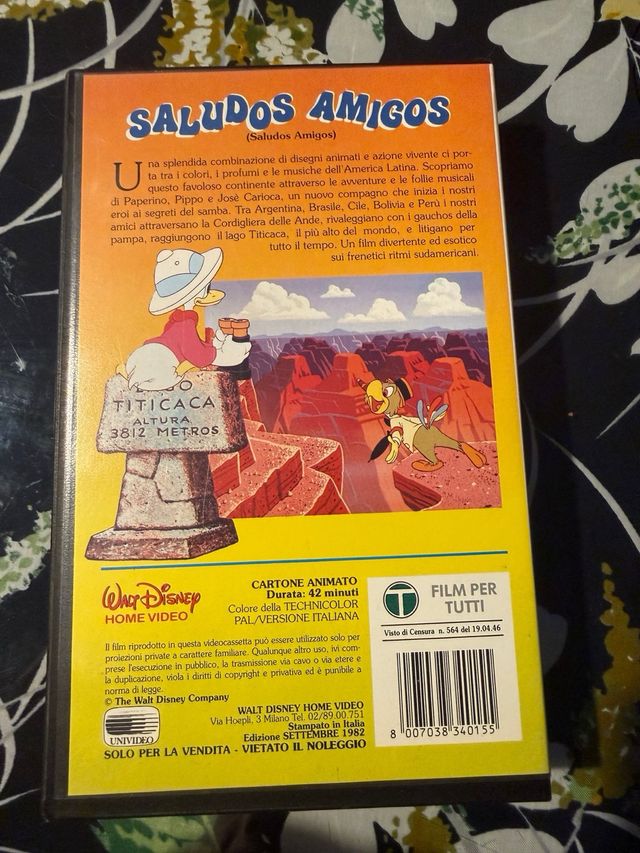 SALUDOS AMIGOS
(Saludos Amigos)
Una splendida combinazione di disegni animati e azione vivente ci por-
ta tra i colori, i profumi e le musiche dell'America Latina. Scopriamo
questo favoloso continente attraverso le avventure e le follie musicali
di Paperino, Pippo e Josè Carioca, un nuovo compagno che inizia i nostri
eroi ai segreti del samba. Tra Argentina, Brasile, Cile, Bolivia e Perù i nostri
amici attraversano la Cordigliera delle Ande, rivaleggiano con i gauchos della
pampa, raggiungono il lago Titicaca, il più alto del mondo, e litigano per
tutto il tempo. Un film divertente ed esotico
sui frenetici ritmi sudamericani.
TITICACA
ALTURA
3812 METROS
WALT DISNEY
HOME VIDEO
CARTONE ANIMATO
Durata: 42 minuti
Colore della TECHNICOLOR
PAL/VERSIONE ITALIANA
Il film riprodotto in questa videocassetta può essere utilizzato solo per
proiezioni private a carattere familiare. Qualunque altro uso, ivi com-
prese l'esecuzione in pubblico, la trasmissione via cavo o via etere e
la duplicazione, viola i diritti di copyright e privativa ed è punibile a
norma di legge.
© The Walt Disney Company
UNIVIDEO
WALT DISNEY HOME VIDEO
Via Hoepli, 3 Milano Tel. 02/89.00.751
Stampato in Italia
Edizione SETTEMBRE 1982
SOLO PER LA VENDITA - VIETATO IL NOLEGGIO
T FILM PER
TUTTI
Visto di Censura n. 564 del 19.04.46
8 007038 340155